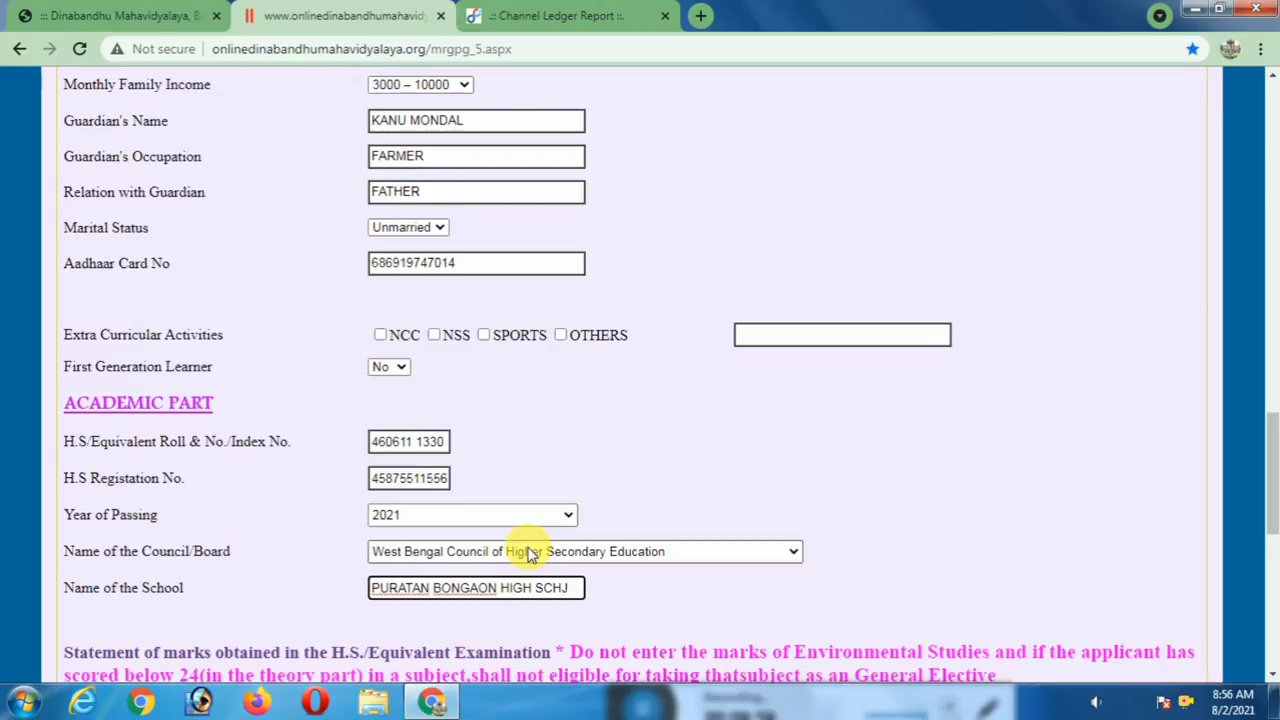 ::: Dinabandhu Mahavidyalaya, B
www.onlinedinabandhumahavid
.:: Channel Ledger Report ::.
Not secure | onlinedinabandhumahavidyalaya.org/mrgpg_5.aspx
Monthly Family Income 3000 – 10000
Guardian's Name KANU MONDAL
Guardian's Occupation FARMER
Relation with Guardian FATHER
Marital Status Unmarried
Aadhaar Card No 686919747014
Extra Curricular Activities NCC NSS SPORTS OTHERS
First Generation Learner No
ACADEMIC PART
H.S/Equivalent Roll & No./Index No. 460611 1330
H.S Registation No. 45875511556
Year of Passing 2021
Name of the Council/Board West Bengal Council of Higher Secondary Education
Name of the School PURATAN BONGAON HIGH SCHJ
Statement of marks obtained in the H.S./Equivalent Examination * Do not enter the marks of Environmental Studies and if the applicant has
scored below 24(in the theory part) in a subject,shall not eligible for taking thatsubject as an General Elective
8:56 AM
8/2/2021